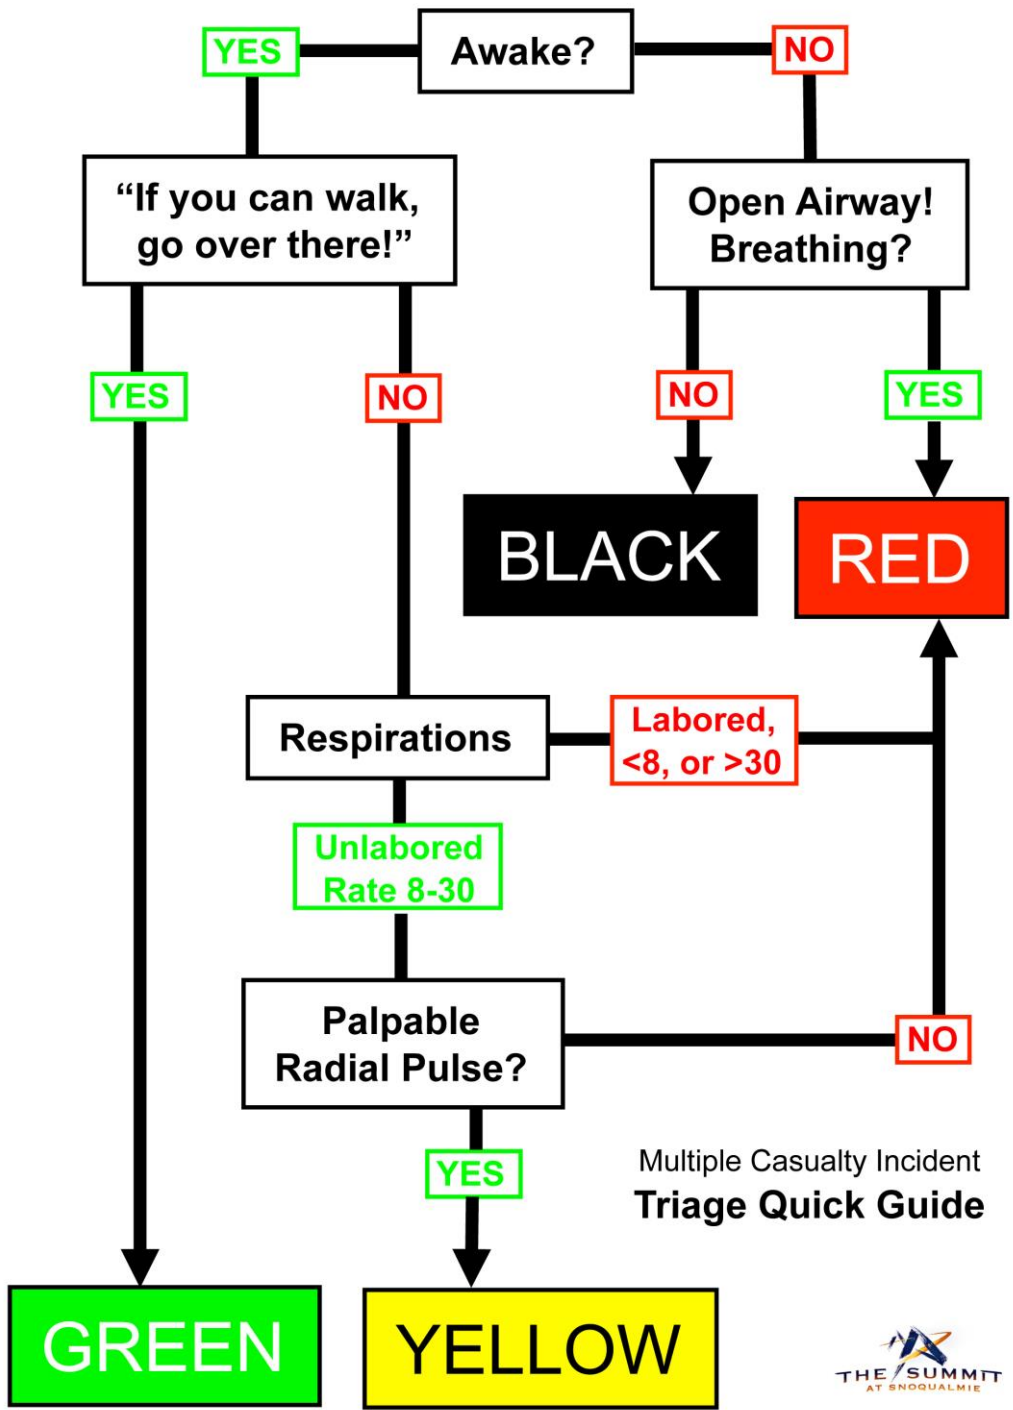 YES
Awake?
NO
“If you can walk,
go over there!”
Open Airway!
Breathing?
YES
NO
NO
YES
BLACK
RED
Respirations
Labored,
<8, or >30
Unlabored
Rate 8-30
Palpable
Radial Pulse?
NO
YES
Multiple Casualty Incident
Triage Quick Guide
GREEN
YELLOW
THE SUMMIT
AT SNOQUALMIE